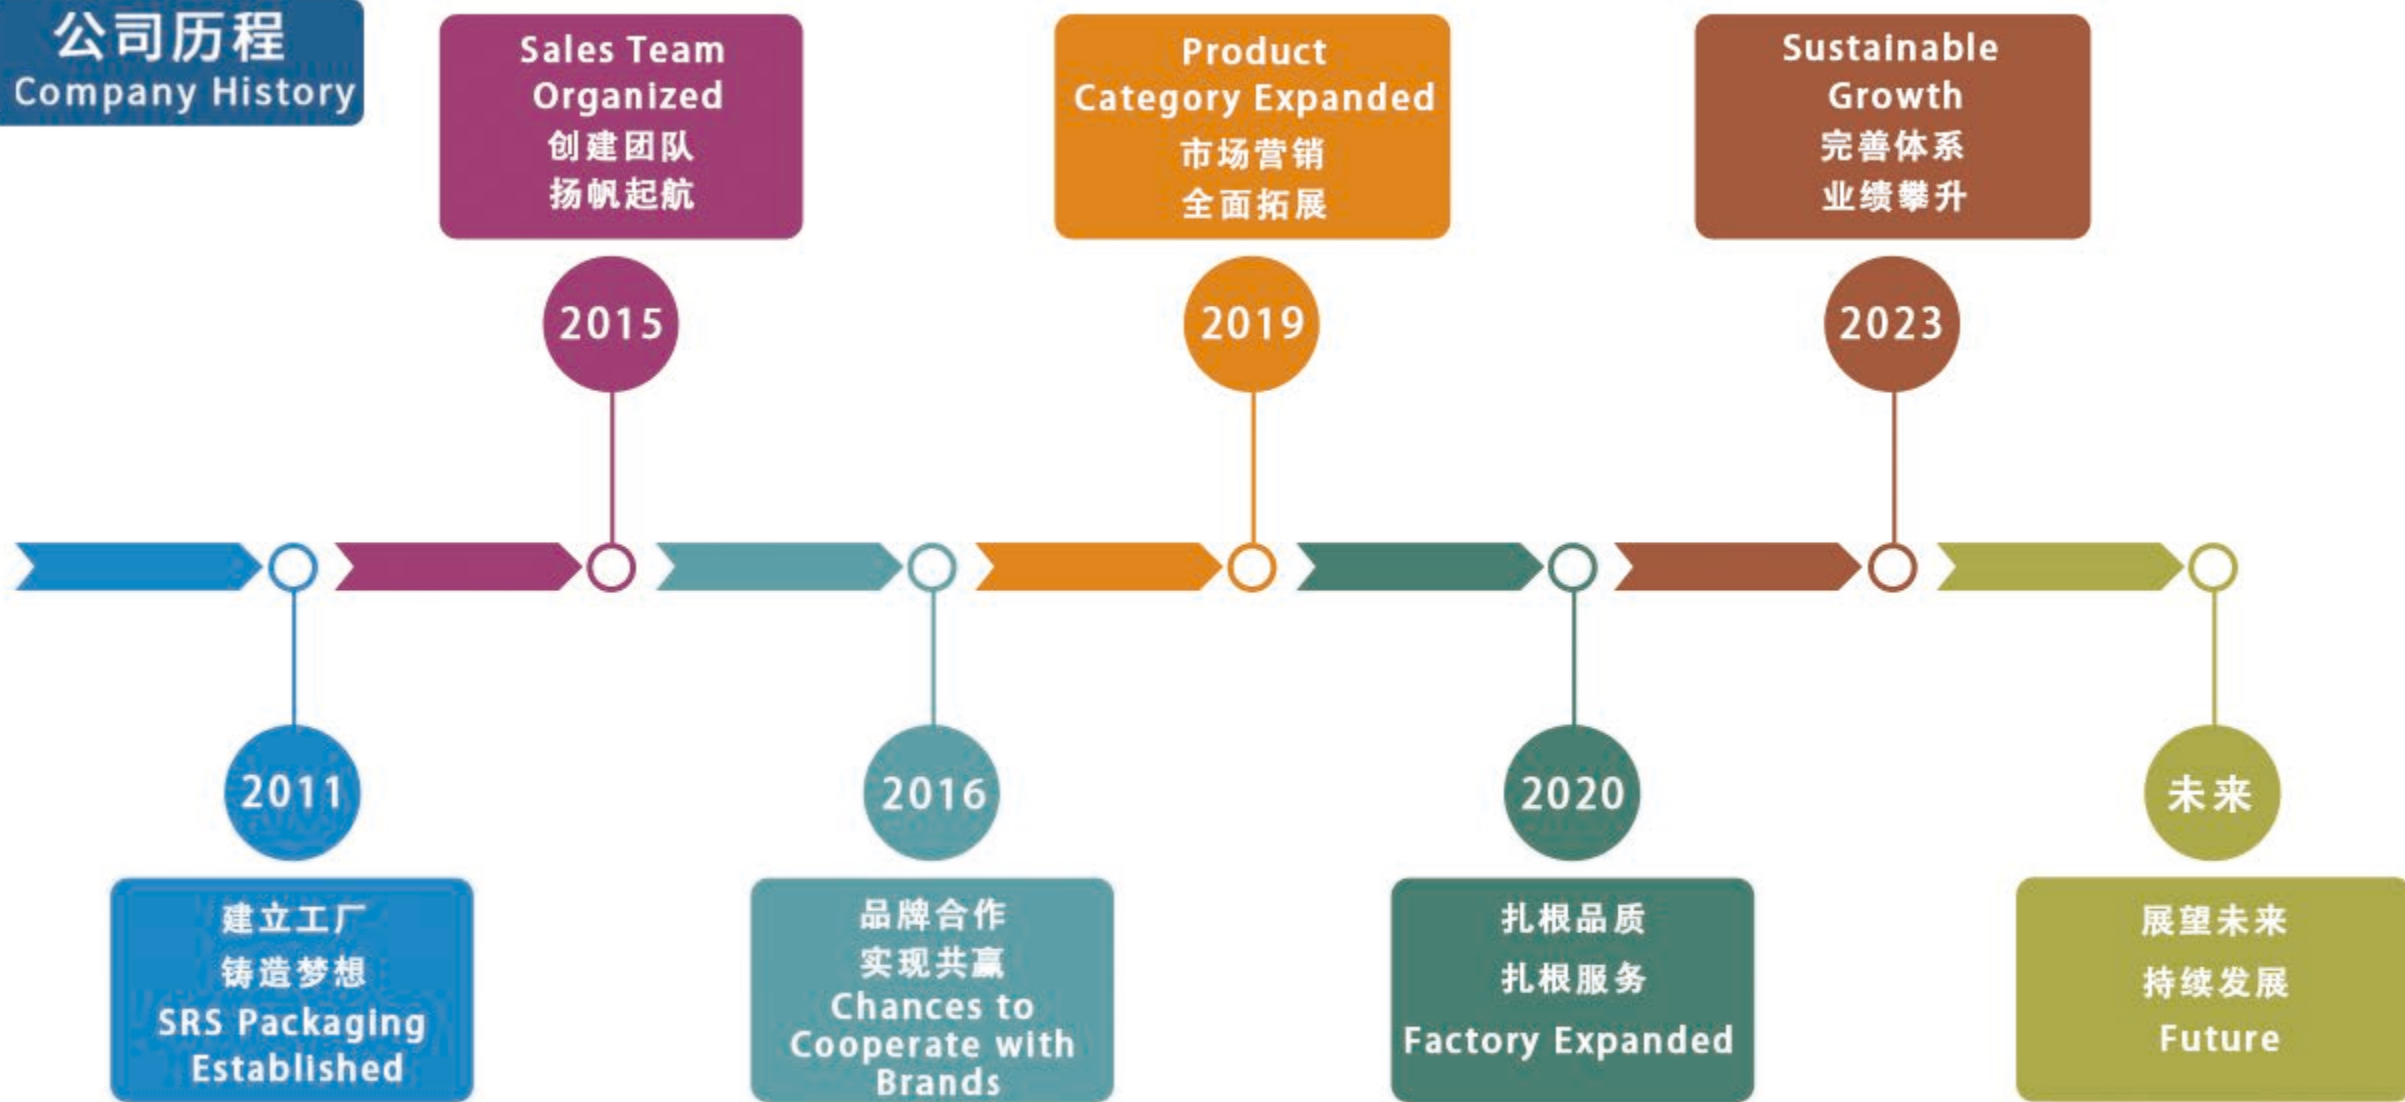 公司历程
Company History
Sales Team
Organized
创建团队
扬帆起航
2015
Product
Category Expanded
市场营销
全面拓展
2019
Sustainable
Growth
完善体系
业绩攀升
2023
2011
建立工厂
铸造梦想
SRS Packaging
Established
2016
品牌合作
实现共赢
Chances to
Cooperate with
Brands
2020
扎根品质
扎根服务
Factory Expanded
未来
展望未来
持续发展
Future